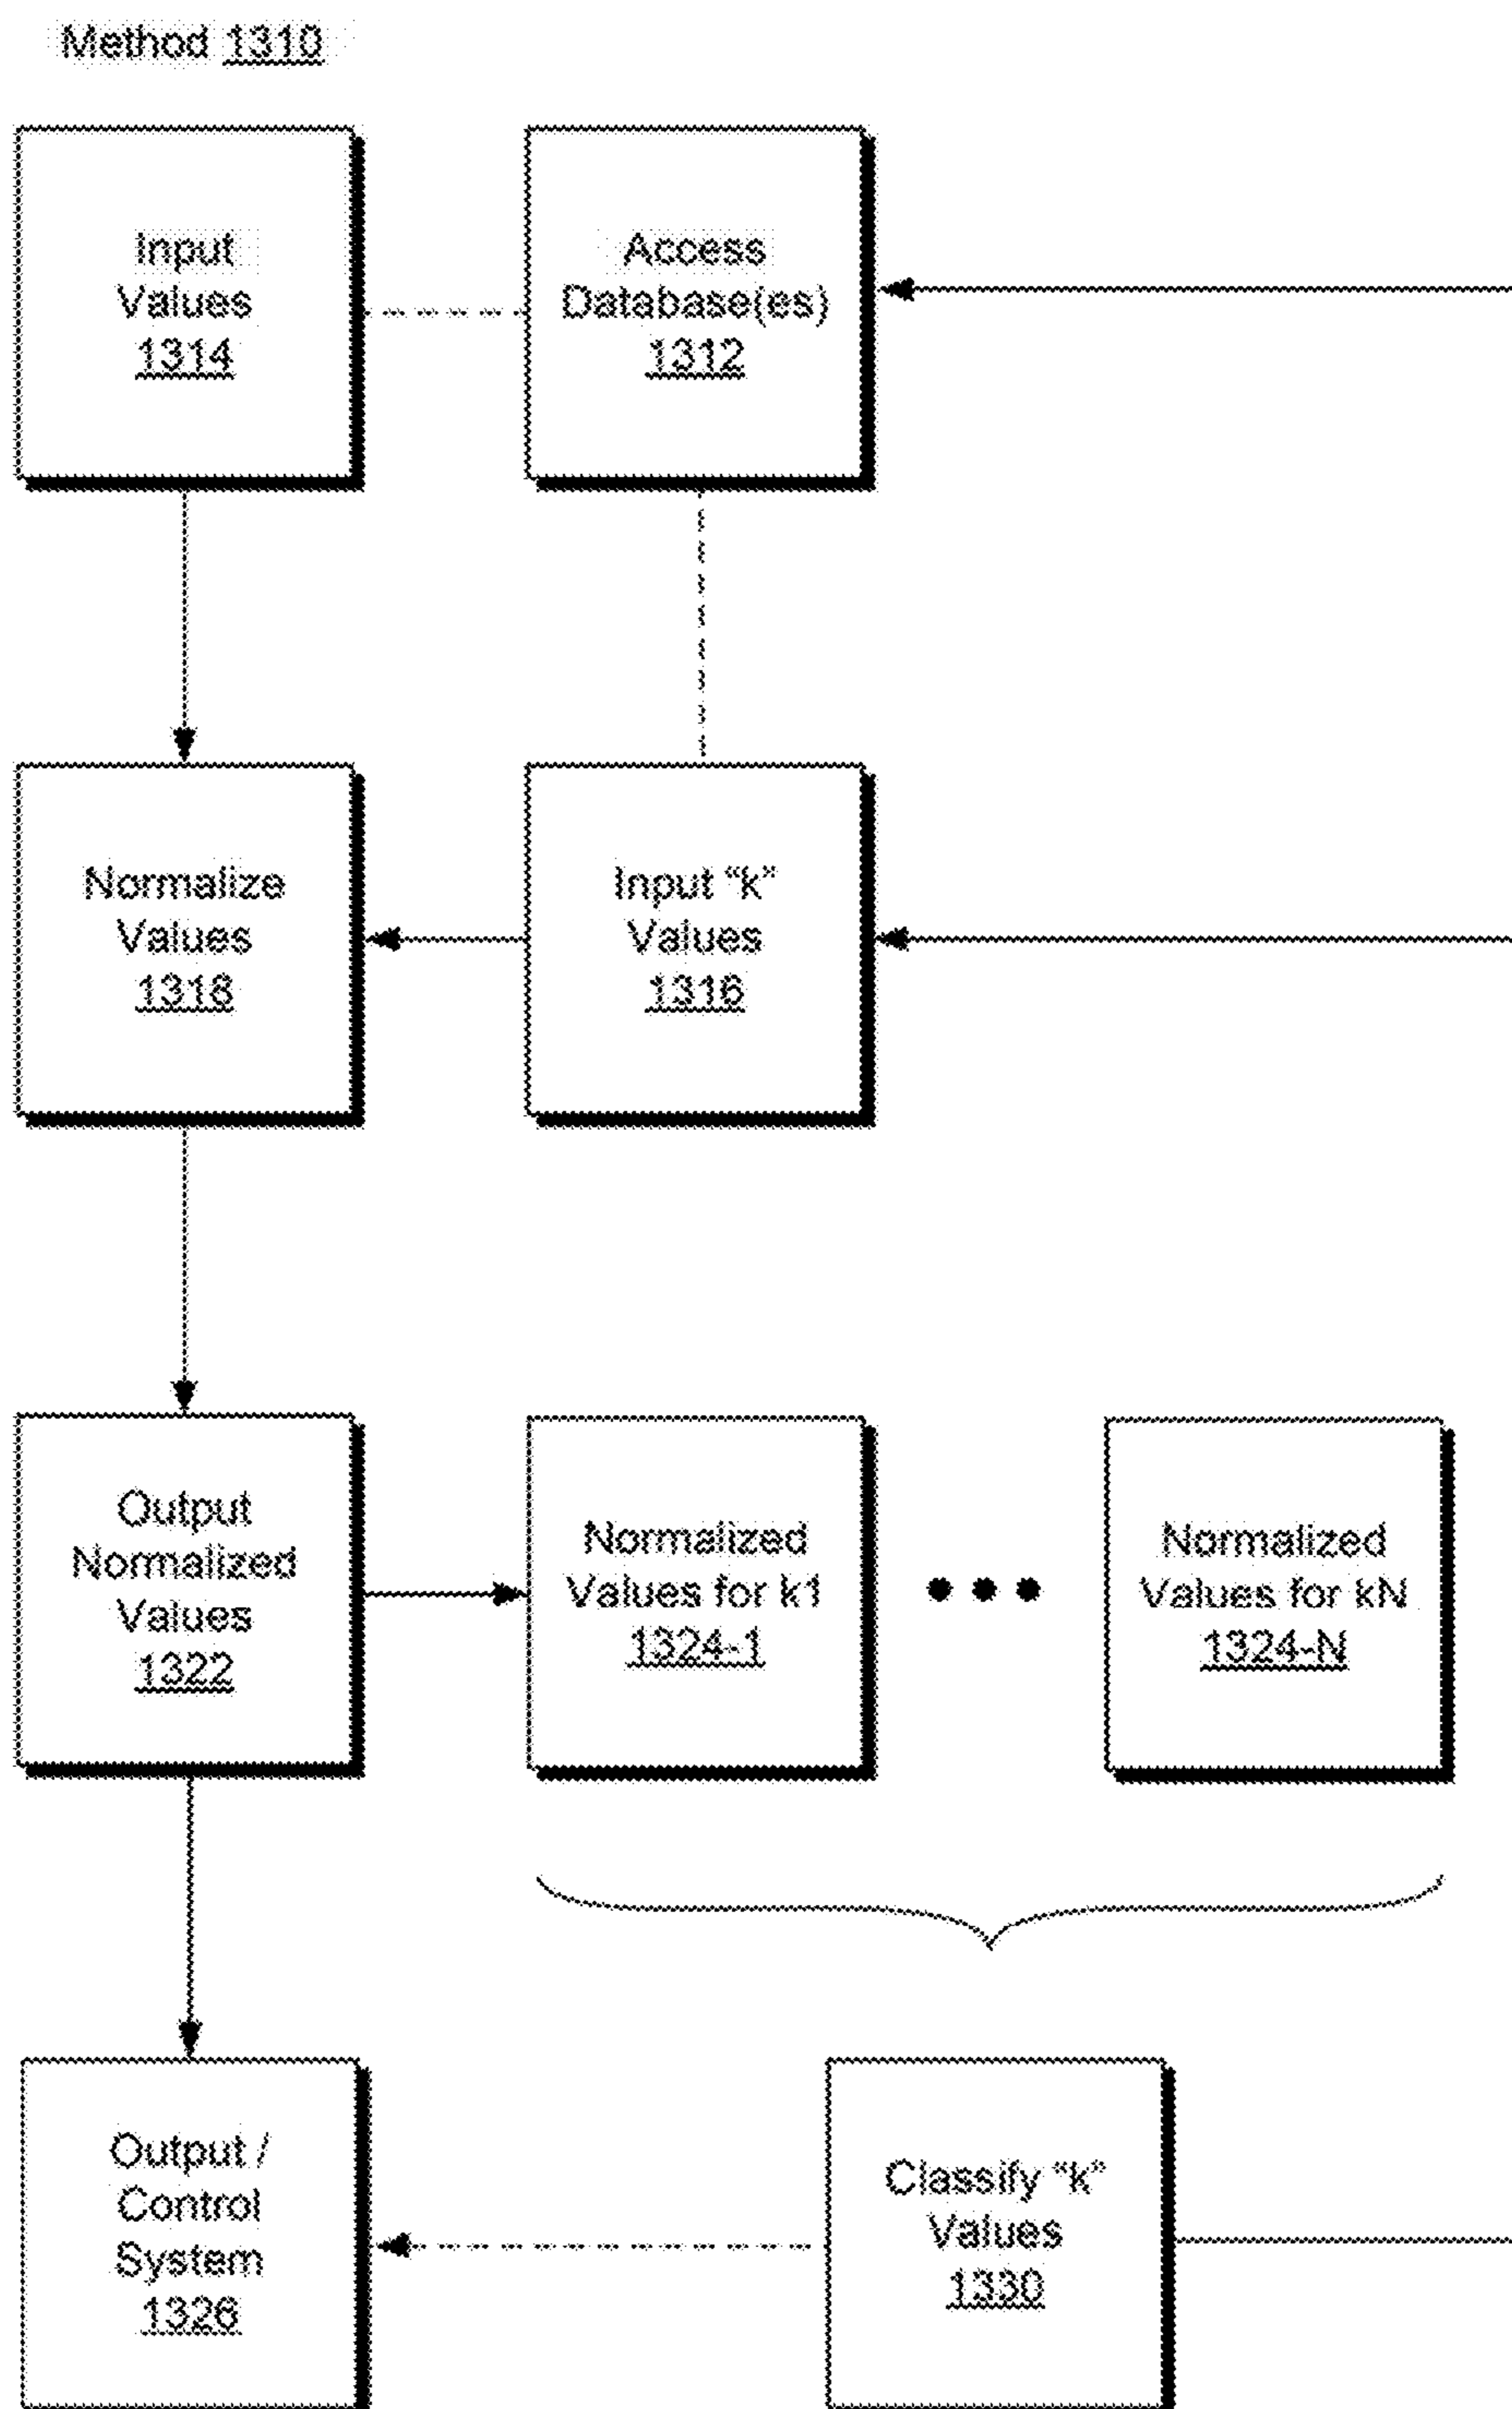 Method 1310
Input
Values
1314
Access
Database(es)
1312
Normalize
Values
1318
Input “k”
Values
1316
Output
Normalized
Values
1322
Normalized
Values for k1
1324-1
Normalized
Values for kN
1324-N
Output /
Control
System
1326
Classify “k”
Values
1330